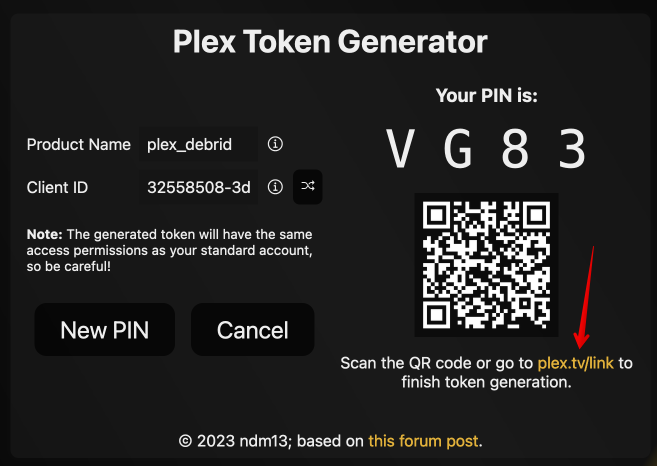 Plex Token Generator
Your PIN is:
V G 8 3
Product Name plex_debrid
Client ID 32558508-3d
Note: The generated token will have the same
access permissions as your standard account,
so be careful!
New PIN Cancel
Scan the QR code or go to plex.tv/link to
finish token generation.
© 2023 ndm13; based on this forum post.